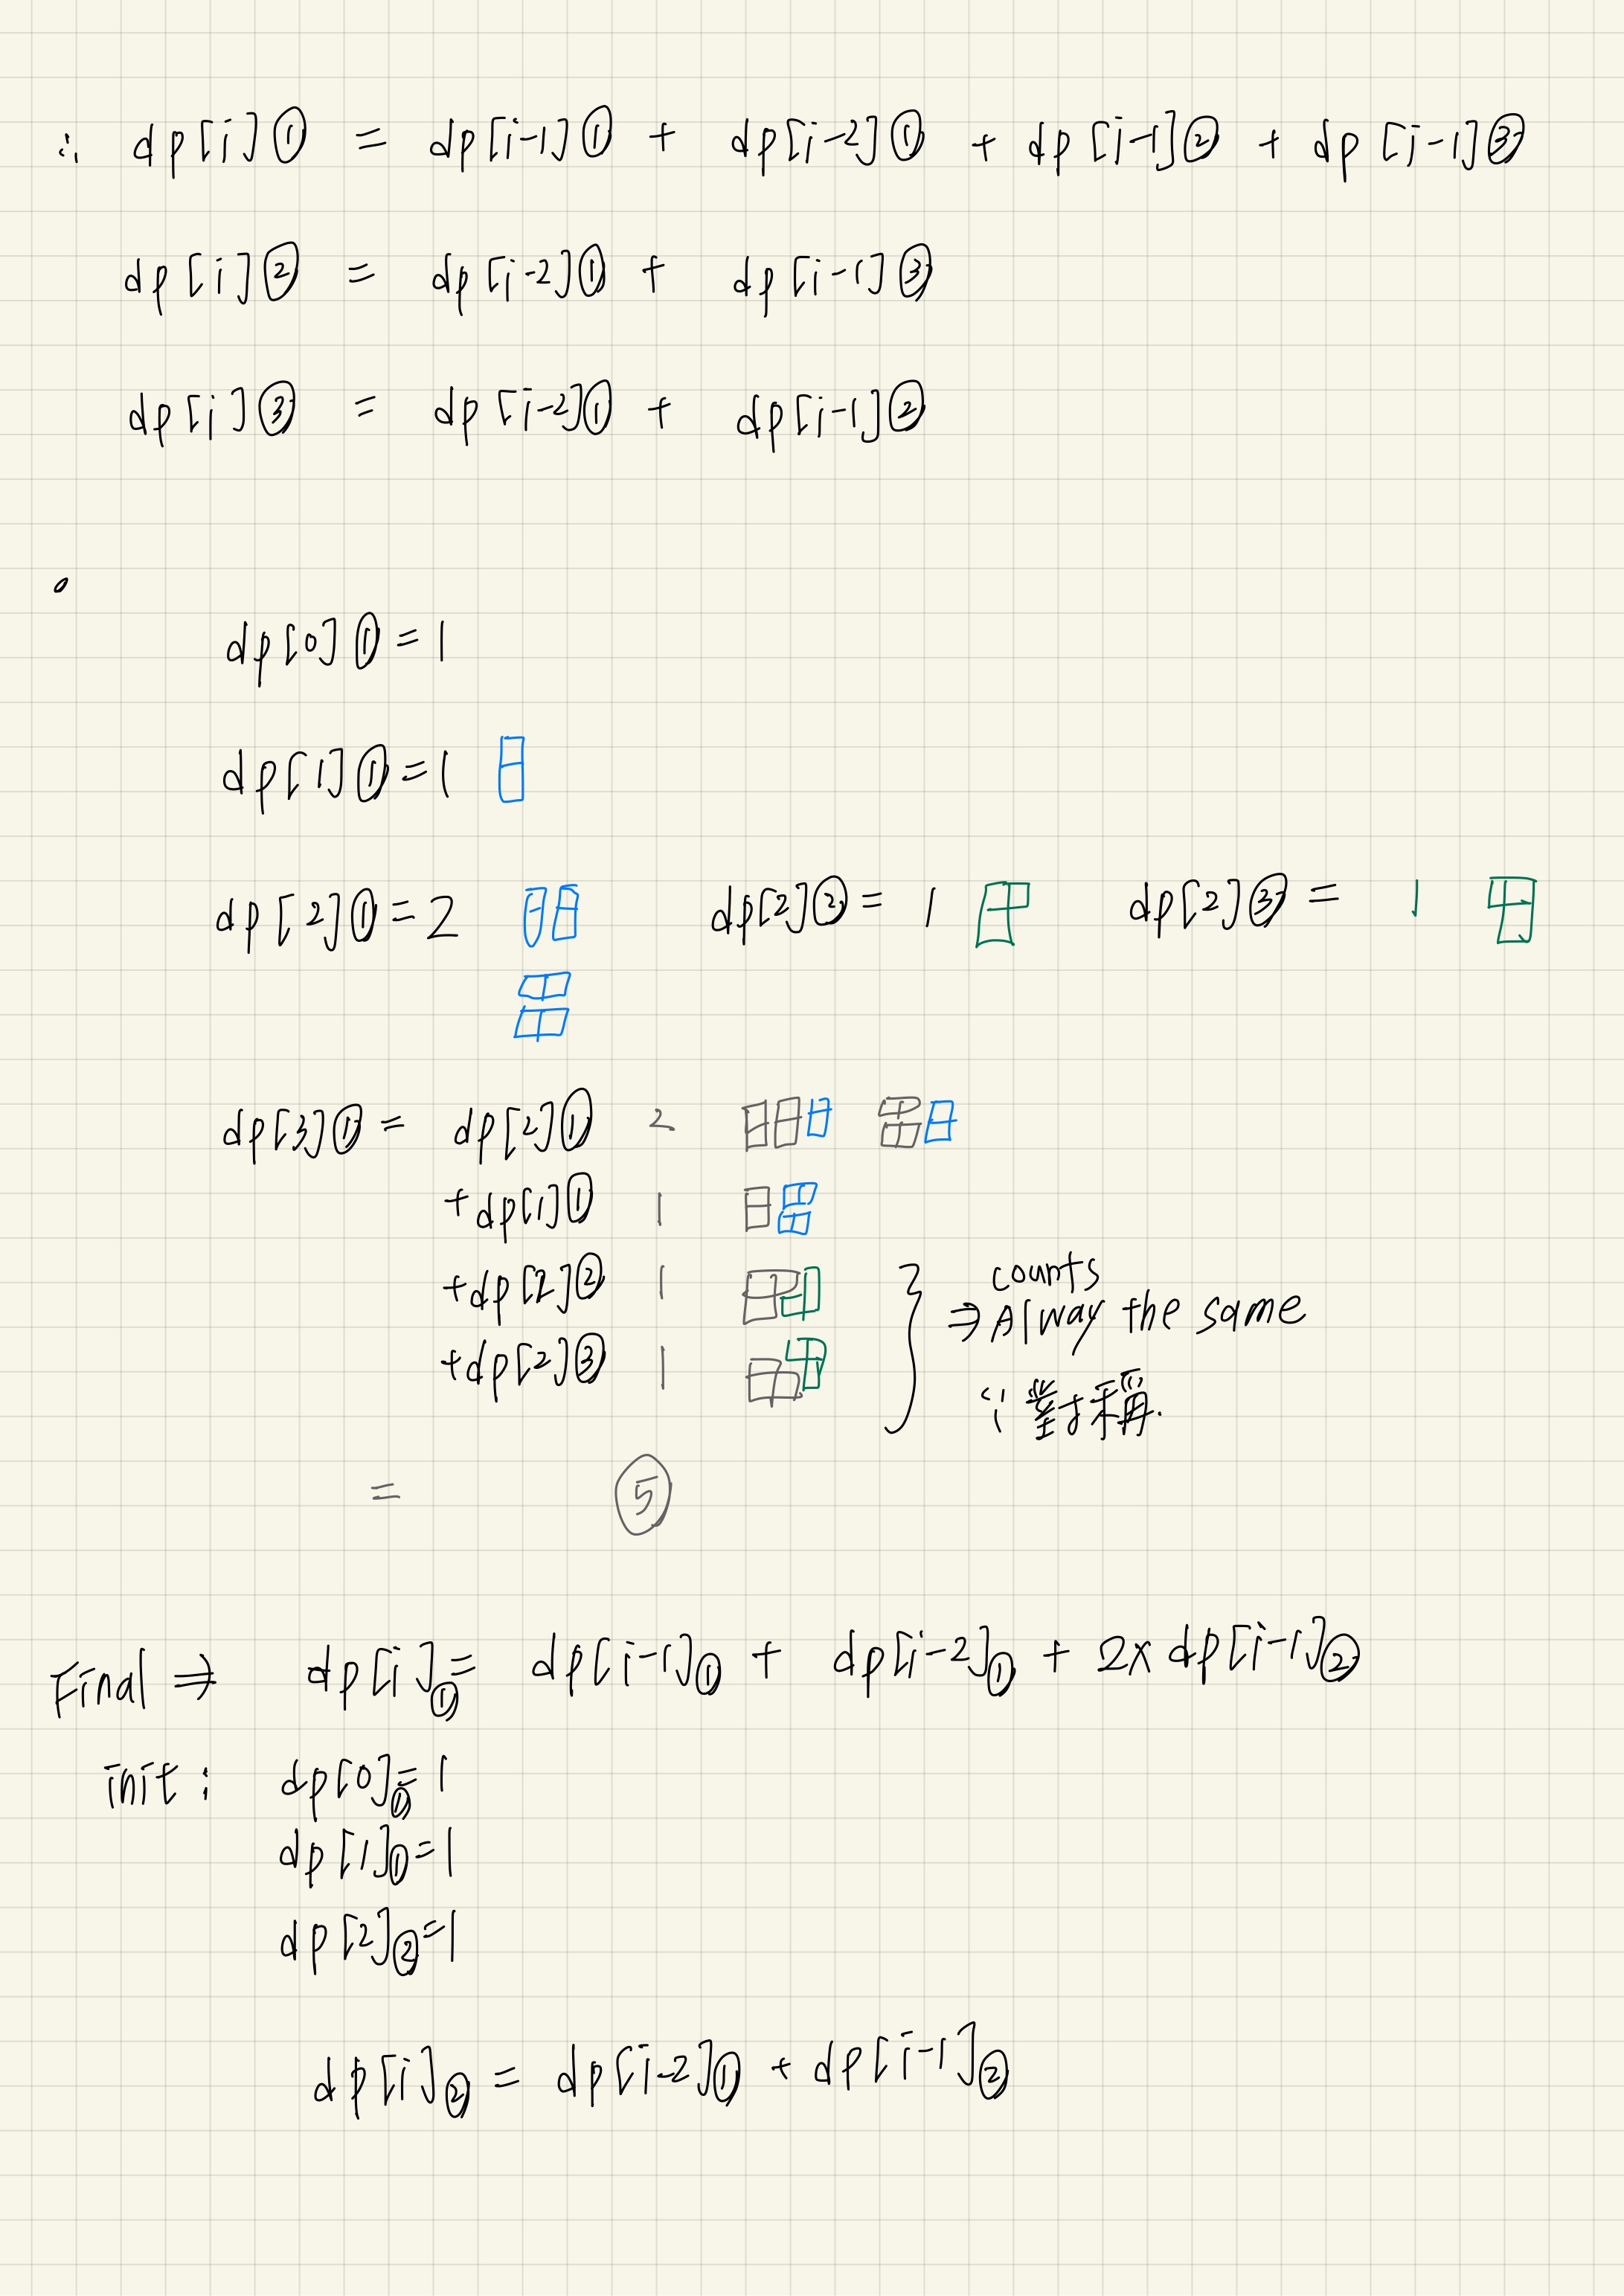 ∴ dp[i]① = dp[i-1]① + dp[i-2]① + dp[i-1]② + dp[i-1]③
dp[i]② = dp[i-2]① + dp[i-1]③
dp[i]③ = dp[i-2]① + dp[i-1]②
dp[0]① = 1
dp[1]① = 1
dp[2]① = 2 dp[2]② = 1 dp[2]③ = 1
dp[3]① = dp[2]① 2
+dp[1]① 1
+dp[2]② 1
+dp[2]③ 1
counts
⇒ Alway the same
∵ 對稱.
= ⑤
Final ⇒ dp[i]① = dp[i-1]① + dp[i-2]① + 2x dp[i-1]②
init : dp[0]① = 1
dp[1]① = 1
dp[2]② = 1
dp[i]② = dp[i-2]① + dp[i-1]②